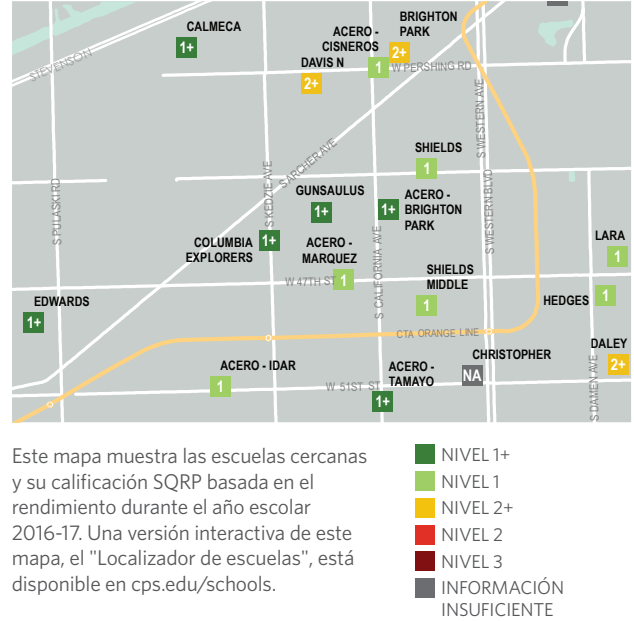 CALMECA
1+
ACERO -
CISNEROS
1
BRIGHTON
PARK
2+
DAVIS N
2+
STEVENSON
W PERSHING RD
S WESTERN AVE
S ARCHER AVE
S KEDZIE AVE
S PULASKI RD
SHIELDS
1
GUNSAULUS
1+
ACERO -
BRIGHTON
PARK
1+
S WESTERN BLVD
COLUMBIA
EXPLORERS
1+
ACERO -
MARQUEZ
1
S CALIFORNIA AVE
LARA
1
W 47TH ST
SHIELDS
MIDDLE
1
HEDGES
1
EDWARDS
1+
CTA ORANGE LINE
ACERO - IDAR
1
W 51ST ST
ACERO -
TAMAYO
1+
CHRISTOPHER
NA
DALEY
2+
S DAMEN AVE
Este mapa muestra las escuelas cercanas
y su calificación SQRP basada en el
rendimiento durante el año escolar
2016-17. Una versión interactiva de este
mapa, el "Localizador de escuelas", está
disponible en cps.edu/schools.
NIVEL 1+
NIVEL 1
NIVEL 2+
NIVEL 2
NIVEL 3
INFORMACIÓN
INSUFICIENTE